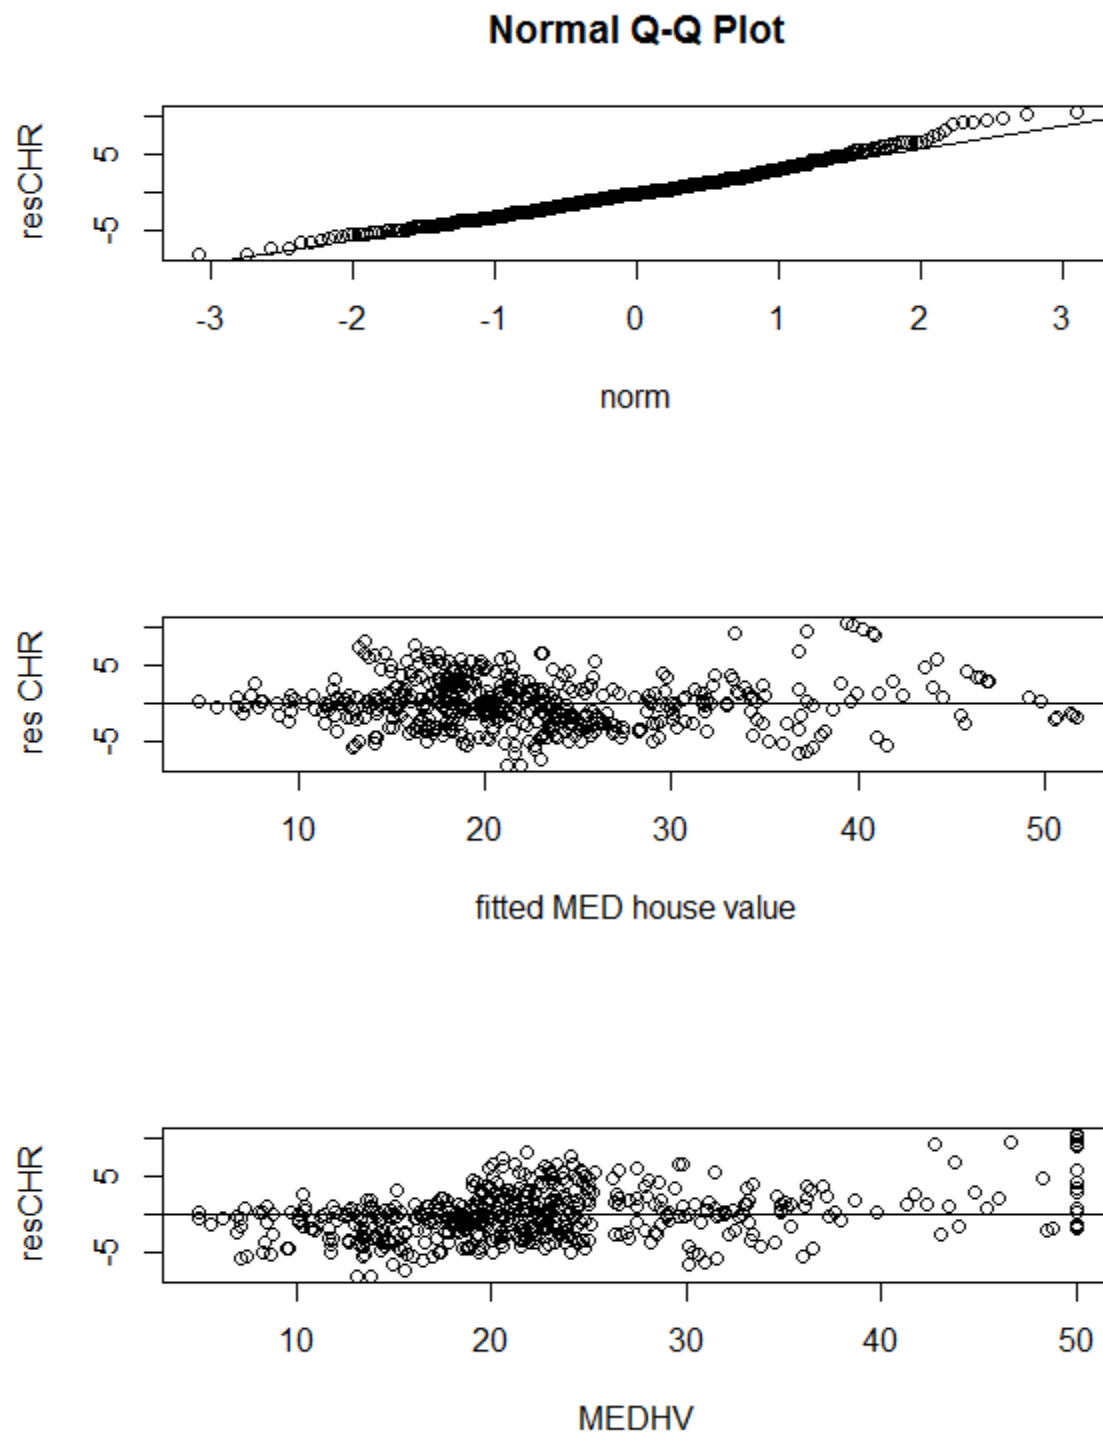 Normal Q-Q Plot
resCHR
5
-5
-3 -2 -1 0 1 2 3
norm
res CHR
5
-5
10 20 30 40 50
fitted MED house value
resCHR
5
-5
10 20 30 40 50
MEDHV